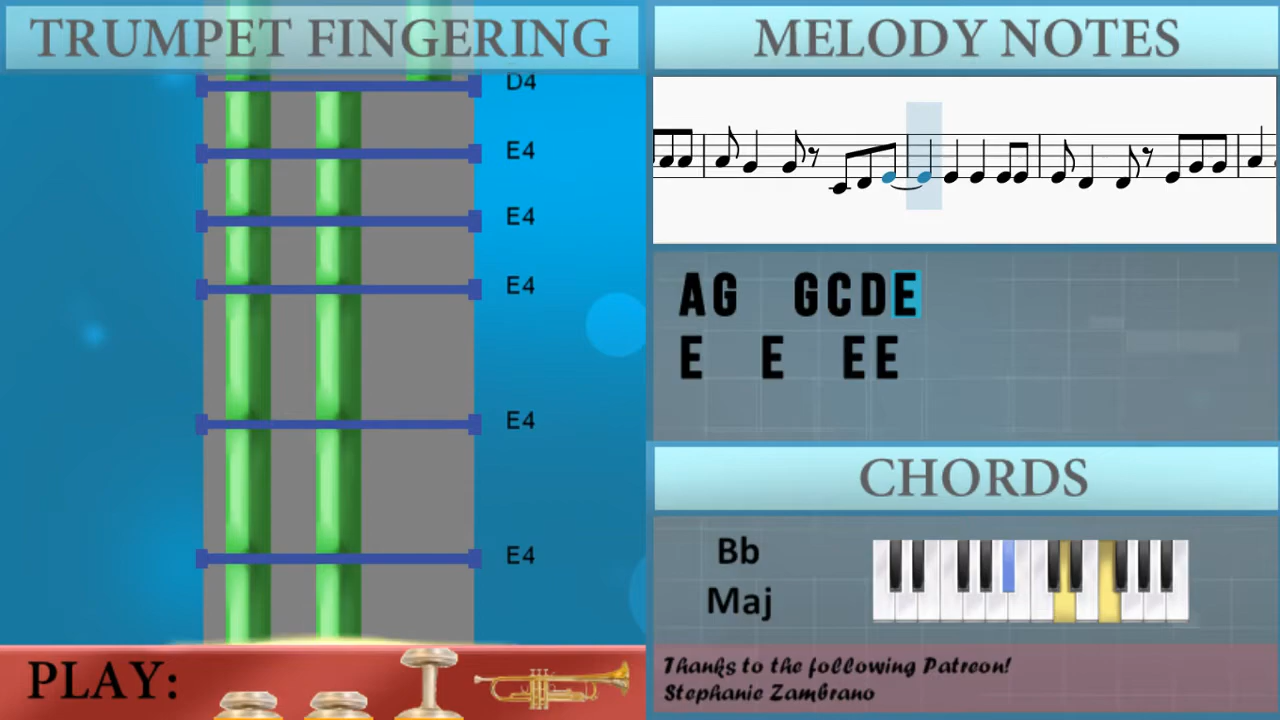 TRUMPET FINGERING
D4
E4
E4
E4
E4
E4
PLAY:
MELODY NOTES
AG GCDE
E E EE
CHORDS
Bb
Maj
Thanks to the following Patreon!
Stephanie Zambrano